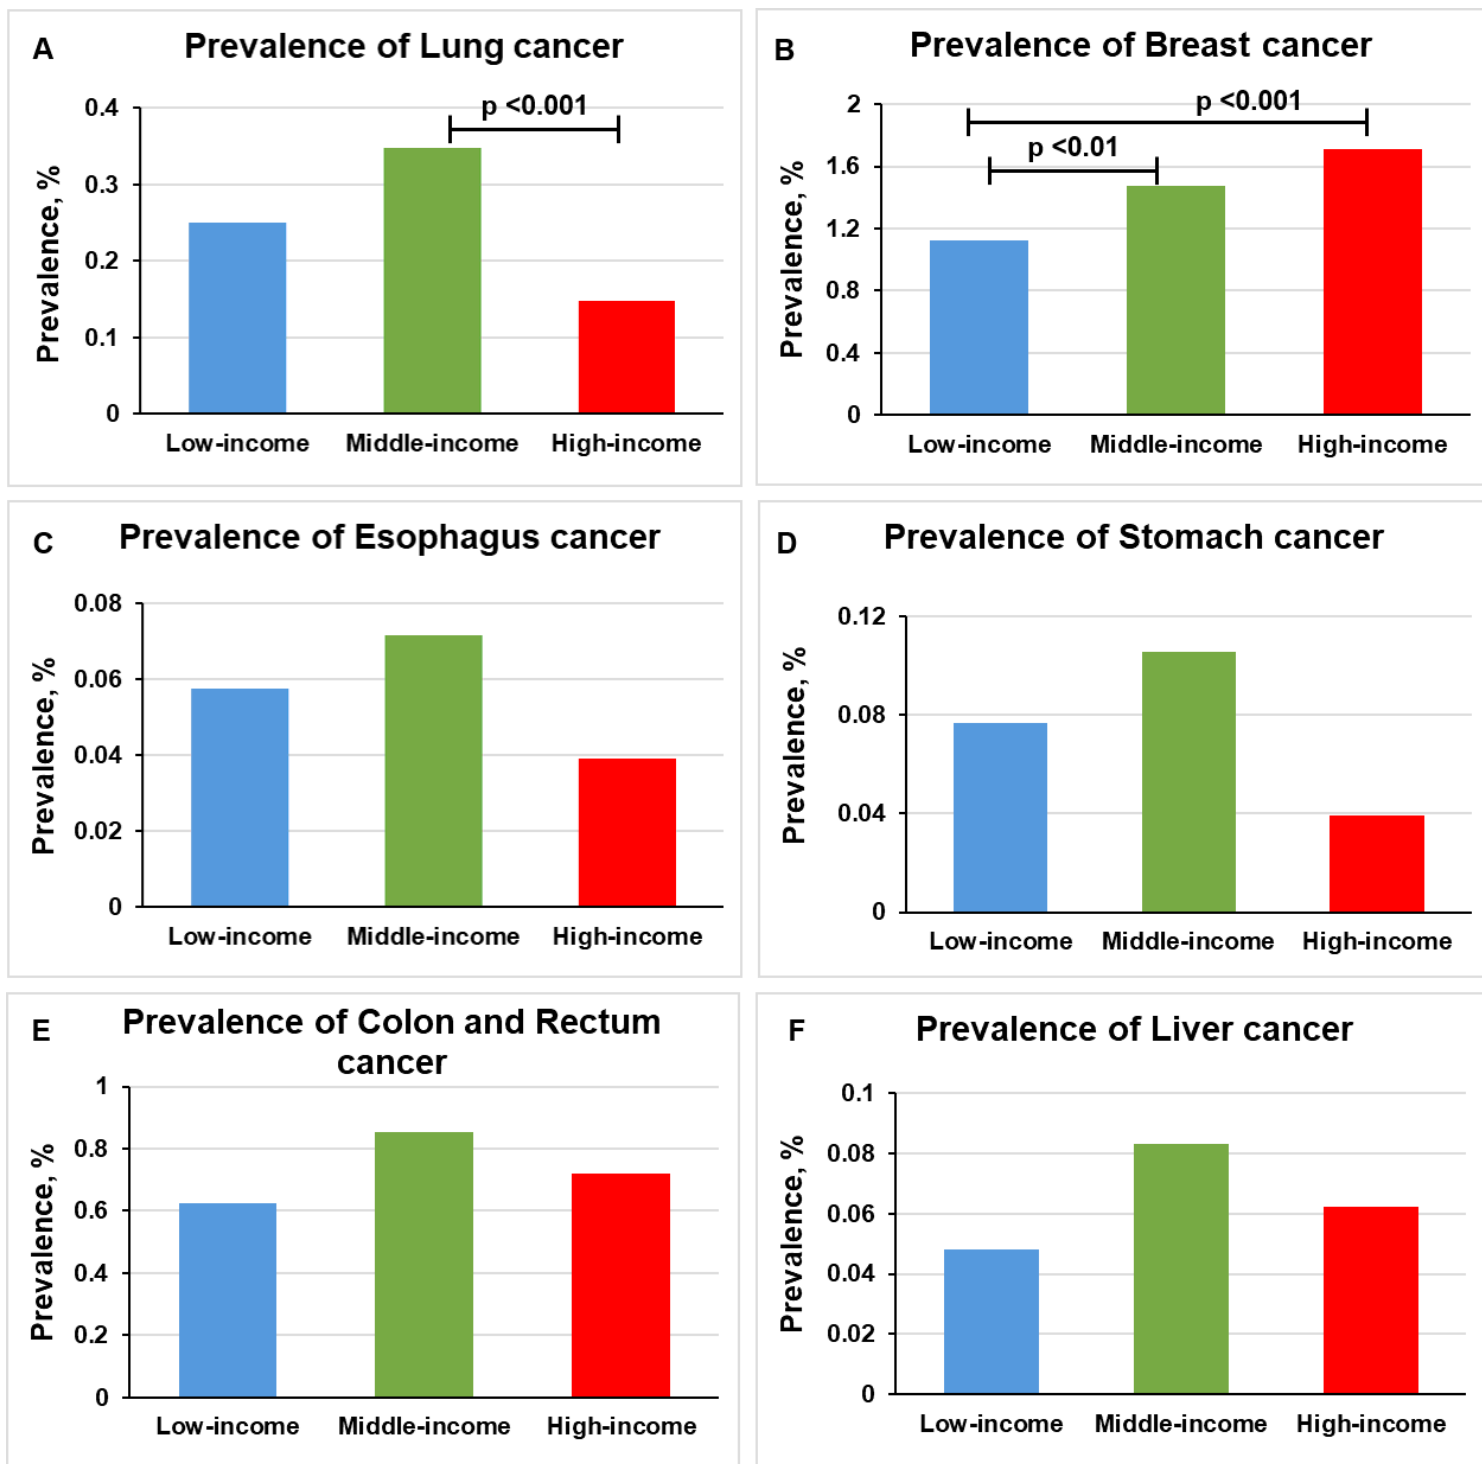 A
Prevalence of Lung cancer
p <0.001
Prevalence, %
0.4
0.3
0.2
0.1
0
Low-income Middle-income High-income
B
Prevalence of Breast cancer
p <0.001
p <0.01
Prevalence, %
2
1.6
1.2
0.8
0.4
0
Low-income Middle-income High-income
C
Prevalence of Esophagus cancer
Prevalence, %
0.08
0.06
0.04
0.02
0
Low-income Middle-income High-income
D
Prevalence of Stomach cancer
Prevalence, %
0.12
0.08
0.04
0
Low-income Middle-income High-income
E
Prevalence of Colon and Rectum
cancer
Prevalence, %
1
0.8
0.6
0.4
0.2
0
Low-income Middle-income High-income
F
Prevalence of Liver cancer
Prevalence, %
0.1
0.08
0.06
0.04
0.02
0
Low-income Middle-income High-income